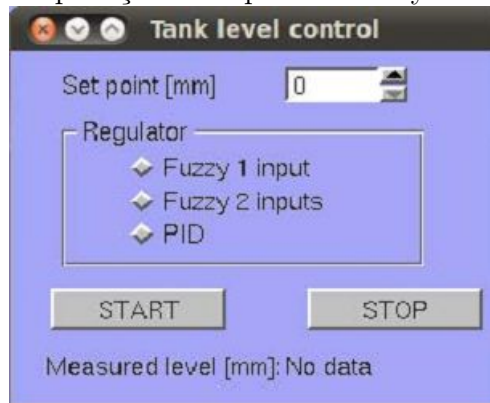 Tank level control
Set point [mm] 0
Regulator
Fuzzy 1 input
Fuzzy 2 inputs
PID
START STOP
Measured level [mm]: No data